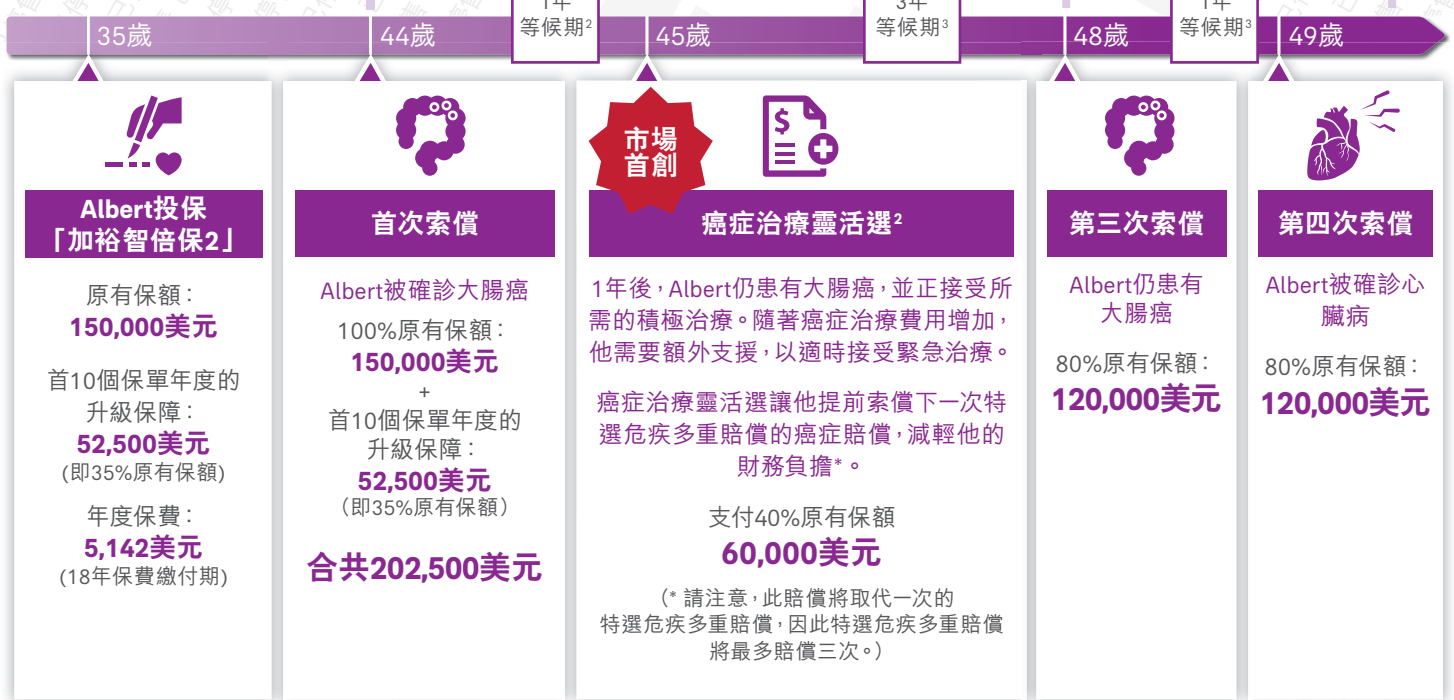 35歲
44歲
1年
等候期2
45歲
3年
等候期3
48歲
1年
等候期3
49歲
Albert投保
「加裕智倍保2」
原有保額：
150,000美元
首10個保單年度的
升級保障：
52,500美元
(即35%原有保額)
年度保費：
5,142美元
(18年保費繳付期)
首次索償
Albert被確診大腸癌
100%原有保額：
150,000美元
+
首10個保單年度的
升級保障：
52,500美元
（即35%原有保額）
合共202,500美元
市場
首創
$
癌症治療靈活選2
1年後，Albert仍患有大腸癌，並正接受所
需的積極治療。隨著癌症治療費用增加，
他需要額外支援，以適時接受緊急治療。
癌症治療靈活選讓他提前索償下一次特
選危疾多重賠償的癌症賠償，減輕他的
財務負擔*。
支付40%原有保額
60,000美元
（* 請注意，此賠償將取代一次的
特選危疾多重賠償，因此特選危疾多重賠償
將最多賠償三次。）
第三次索償
Albert仍患有
大腸癌
80%原有保額：
120,000美元
第四次索償
Albert被確診心
臟病
80%原有保額：
120,000美元